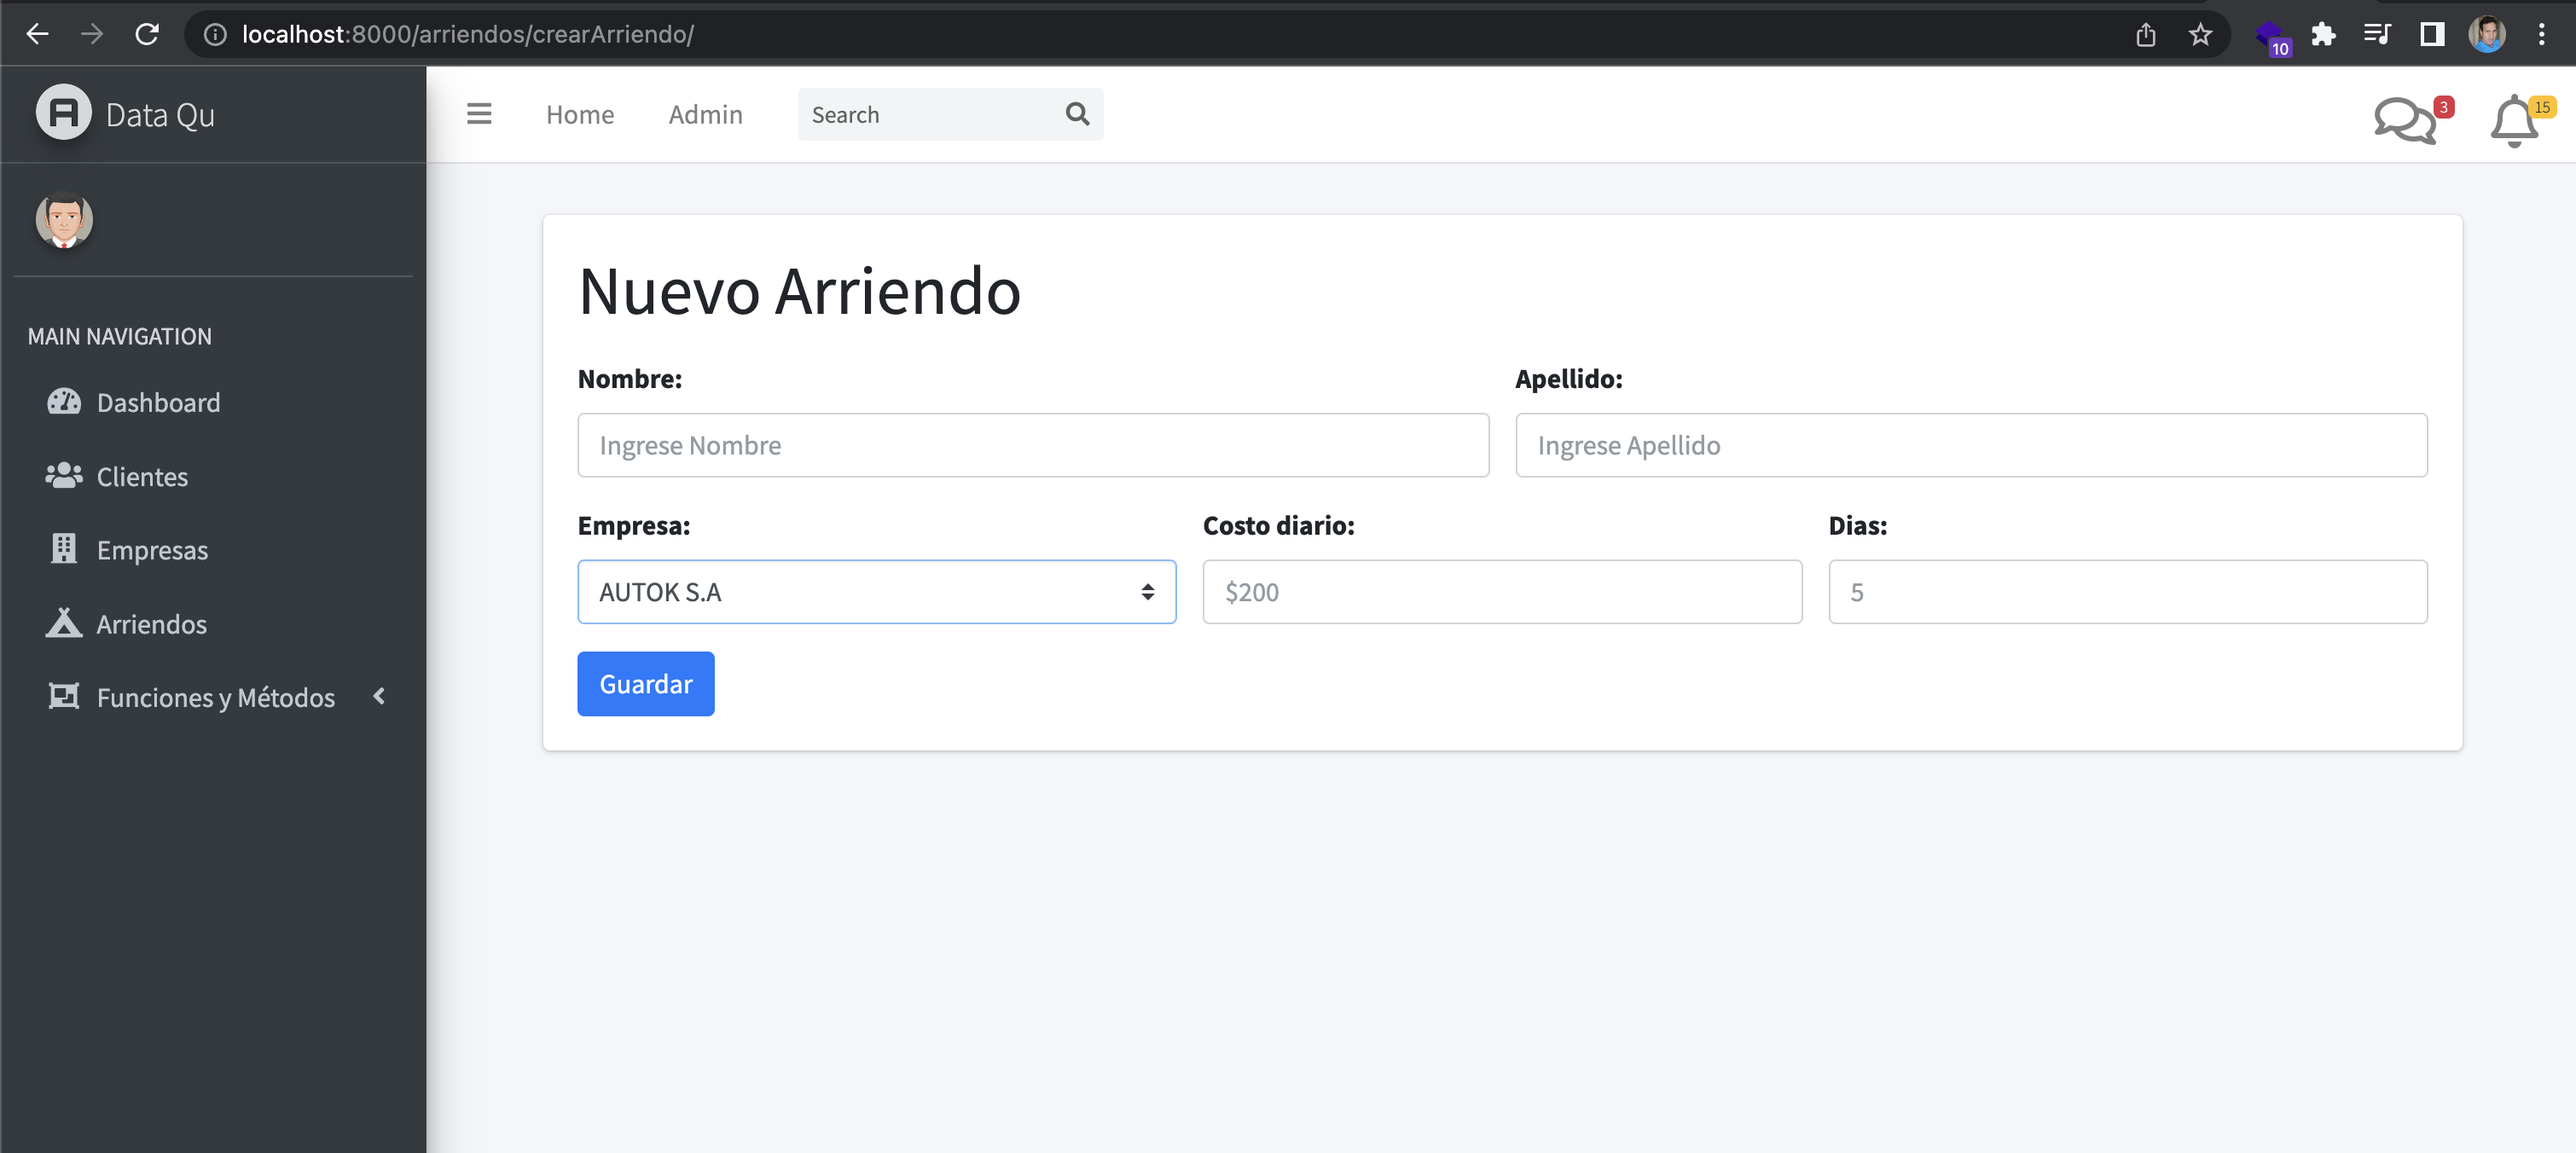 localhost:8000/arriendos/crearArriendo/
10
Data Qu
Home Admin Search
3
15
MAIN NAVIGATION
Dashboard
Clientes
Empresas
Arriendos
Funciones y Métodos
Nuevo Arriendo
Nombre: Apellido:
Ingrese Nombre Ingrese Apellido
Empresa: Costo diario: Dias:
AUTOK S.A $200 5
Guardar